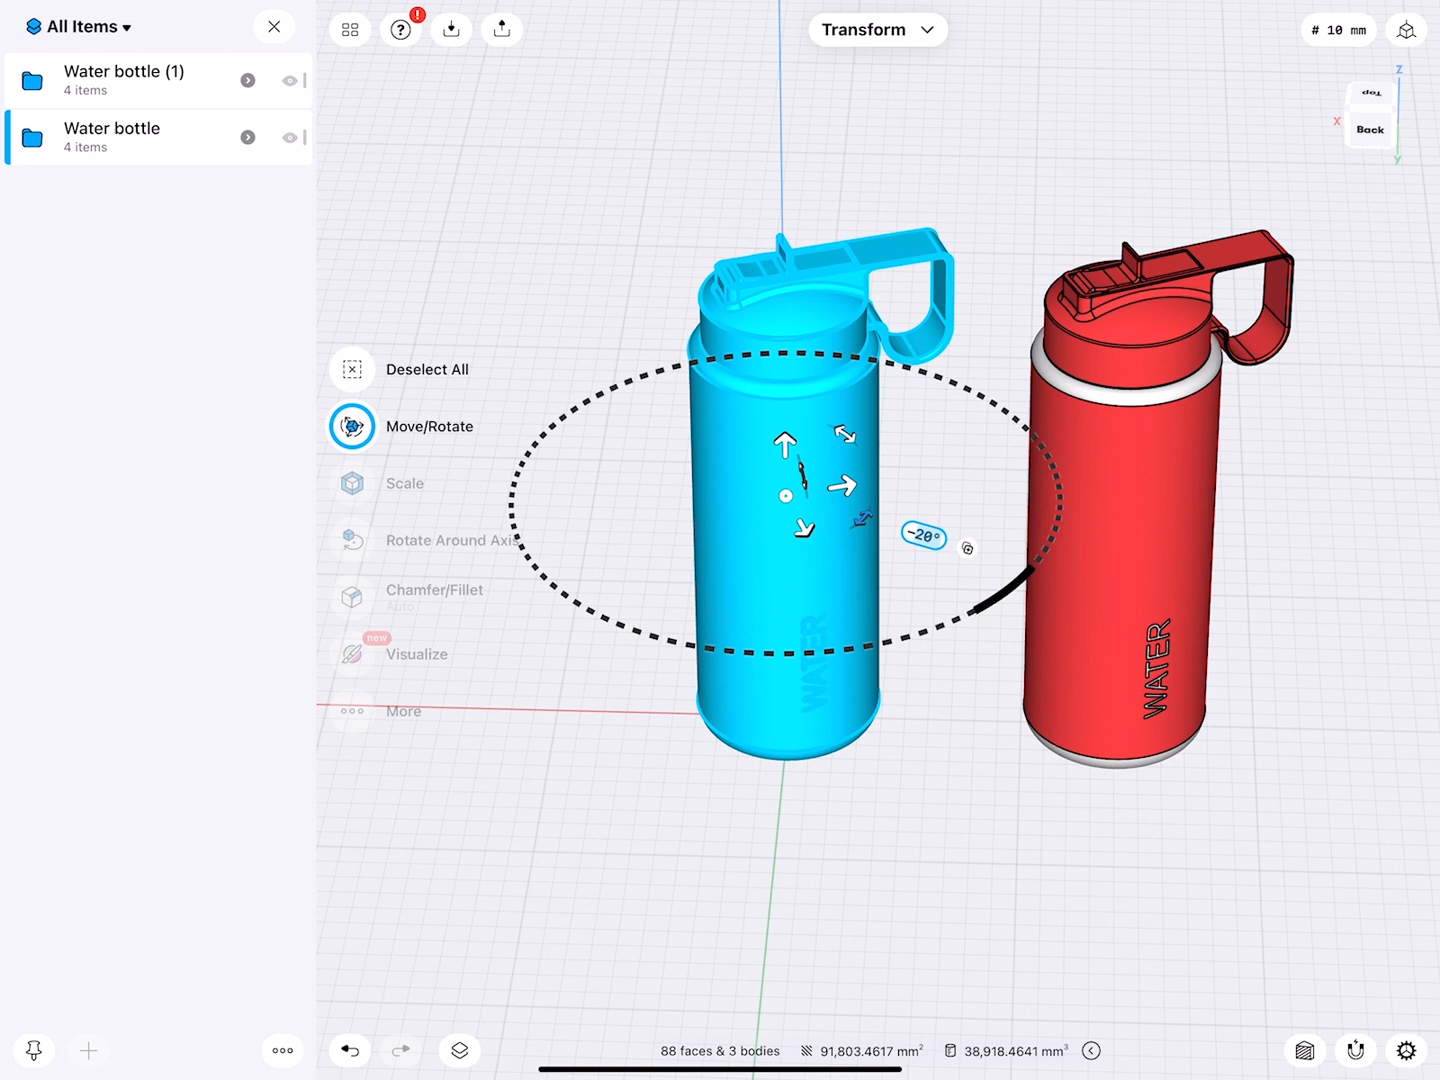 All Items
Water bottle (1)
4 items
Water bottle
4 items
!
Transform
# 10 mm
Z
Top
X
Back
Y
Deselect All
Move/Rotate
Scale
-20°
Rotate Around Axis
Chamfer/Fillet
Auto
new
Visualize
More
WATER
WATER
88 faces & 3 bodies
91,803.4617 mm²
38,918.4641 mm³